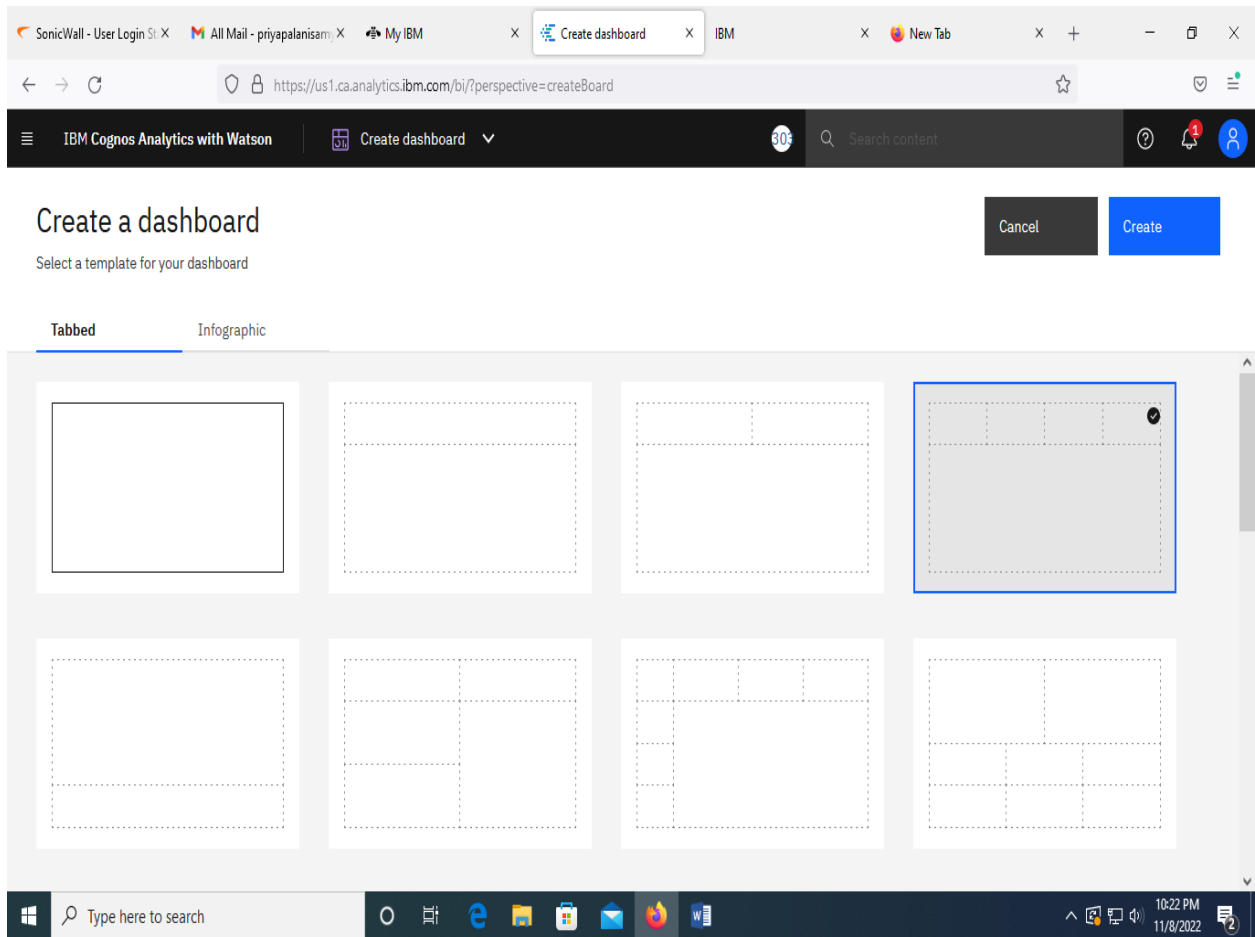 SonicWall - User Login St
All Mail - priyapalanisamy
My IBM
Create dashboard
IBM
New Tab
https://us1.ca.analytics.ibm.com/bi/?perspective=createBoard
IBM Cognos Analytics with Watson
Create dashboard
303
Search content
1
Create a dashboard
Cancel
Create
Select a template for your dashboard
Tabbed
Infographic
Type here to search
10:22 PM
11/8/2022
2